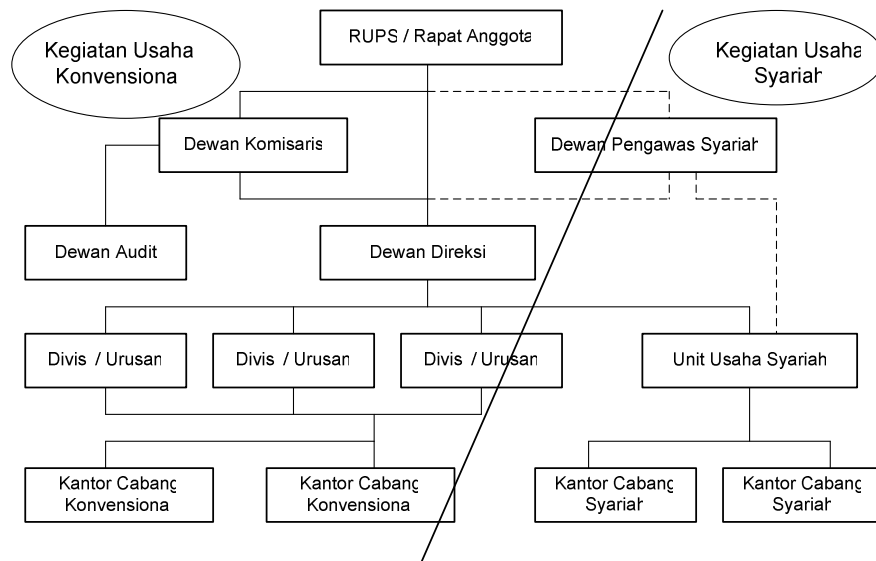 Kegiatan Usaha
Konvensiona
RUPS / Rapat Anggota
Kegiatan Usaha
Syariah
Dewan Komisaris
Dewan Pengawas Syariah
Dewan Audit
Dewan Direksi
Divis / Urusan
Divis / Urusan
Divis / Urusan
Unit Usaha Syariah
Kantor Cabang
Konvensiona
Kantor Cabang
Konvensiona
Kantor Cabang
Syariah
Kantor Cabang
Syariah